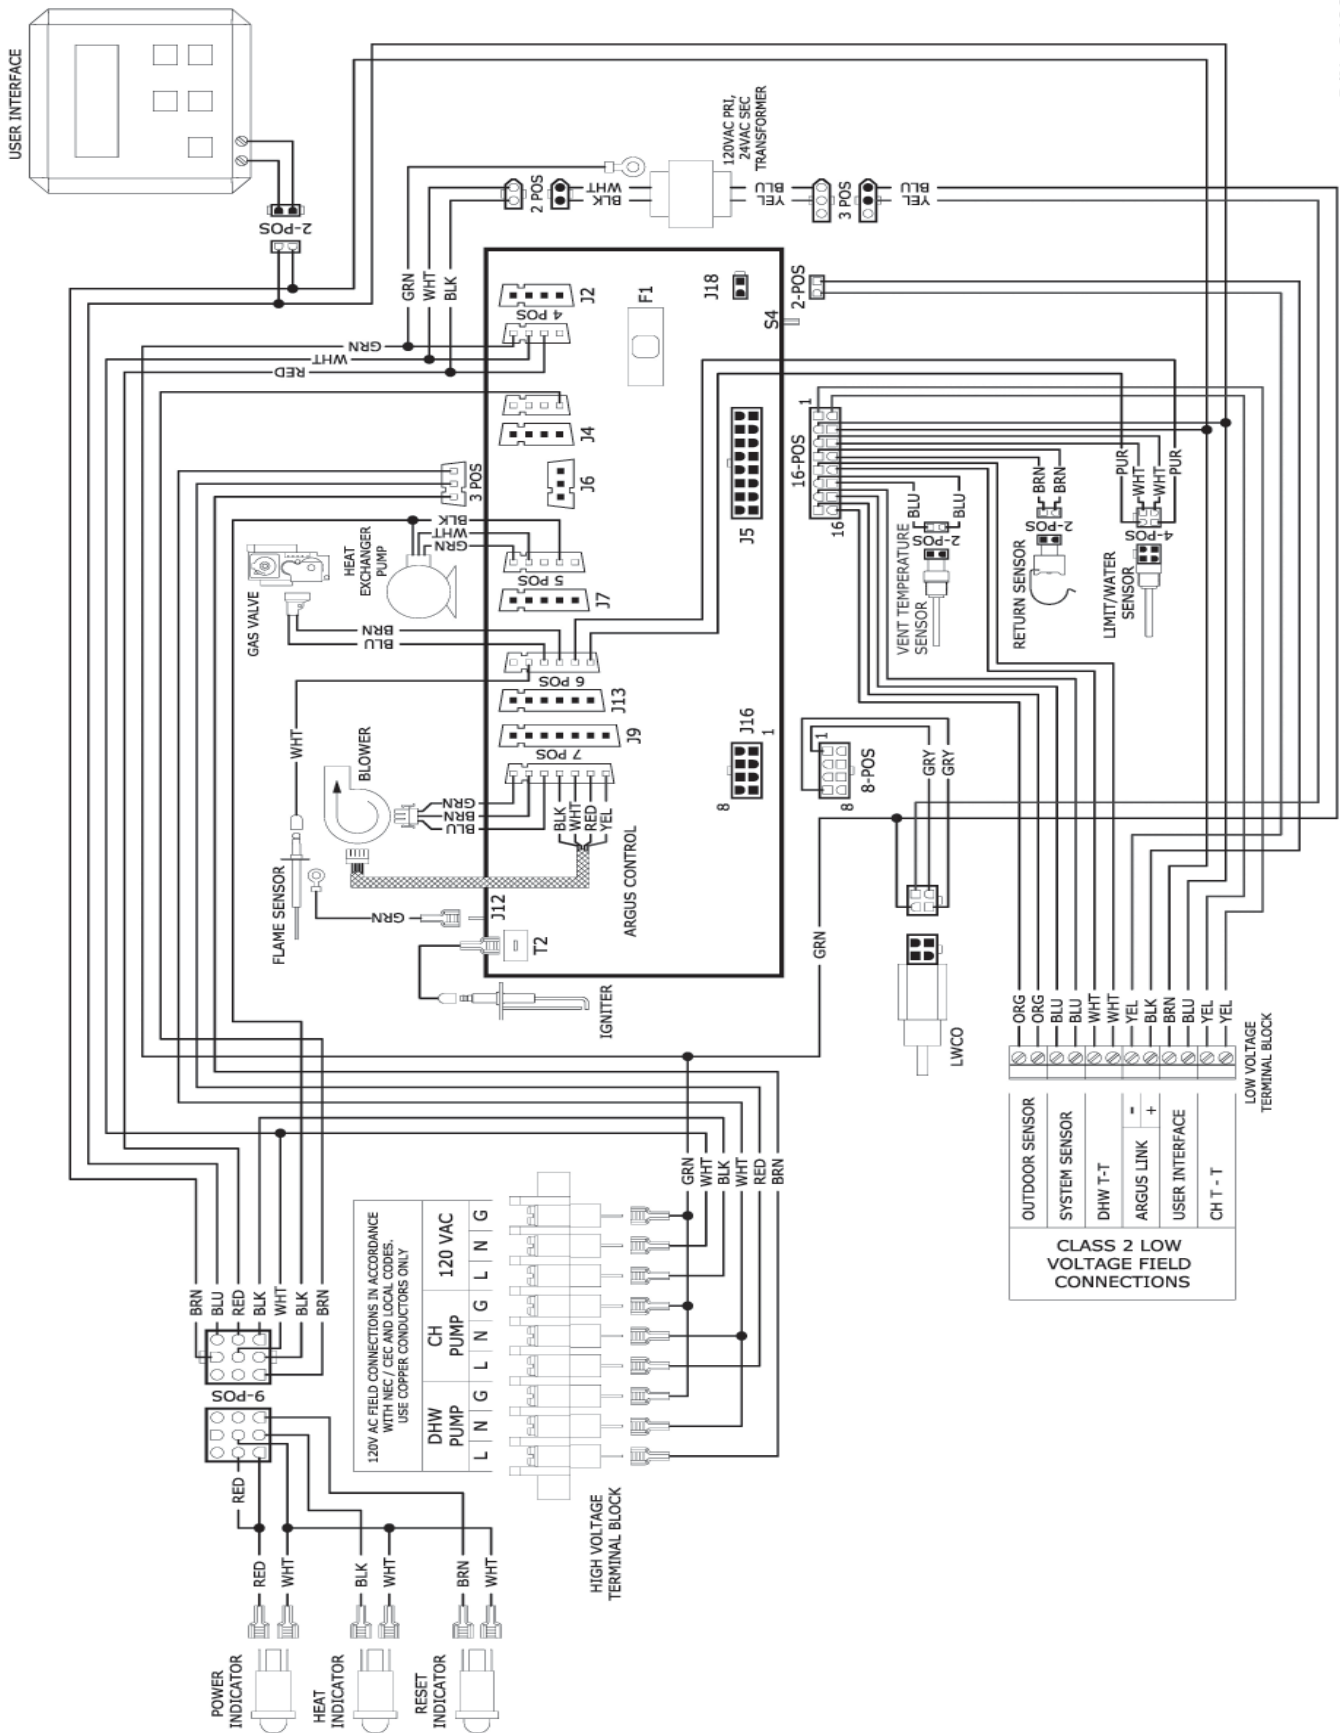 USER INTERFACE
2-POS
120VAC PRI,
24VAC SEC
TRANSFORMER
GRN
WHT
BLK
2 POS
WHT
BLK
BLU
YEL
3 POS
BLU
YEL
GRN
WHT
RED
J2
4 POS
F1
J18
S4
2-POS
J4
J6
3 POS
J5
16-POS
1
16
BLK
WHT
GRN
HEAT
EXCHANGER
PUMP
GAS VALVE
5 POS
J7
BRN
BLU
6 POS
J13
J9
7 POS
J16
1
8
1
8
8-POS
GRY
GRY
WHT
BLOWER
GRN
BRN
BLU
BLK
WHT
RED
YEL
FLAME SENSOR
GRN
J12
T2
ARGUS CONTROL
IGNITER
BLU
BLU
2-POS
VENT TEMPERATURE
SENSOR
BRN
BRN
2-POS
RETURN SENSOR
PUR
WHT
WHT
PUR
4-POS
LIMIT/WATER
SENSOR
GRN
LWCO
ORG
ORG
BLU
BLU
WHT
WHT
YEL
BLK
BRN
BLU
YEL
YEL
LOW VOLTAGE
TERMINAL BLOCK
OUTDOOR SENSOR
SYSTEM SENSOR
DHW T-T
ARGUS LINK
-
+
USER INTERFACE
CH T - T
CLASS 2 LOW
VOLTAGE FIELD
CONNECTIONS
GRN
WHT
BLK
WHT
RED
BRN
120V AC FIELD CONNECTIONS IN ACCORDANCE
WITH NEC / CEC AND LOCAL CODES.
USE COPPER CONDUCTORS ONLY
DHW
PUMP
CH
PUMP
120 VAC
L N G L N G L N G
HIGH VOLTAGE
TERMINAL BLOCK
BRN
BLU
RED
BLK
WHT
BLK
BRN
9-POS
RED
RED
WHT
BLK
WHT
BRN
WHT
POWER
INDICATOR
HEAT
INDICATOR
RESET
INDICATOR